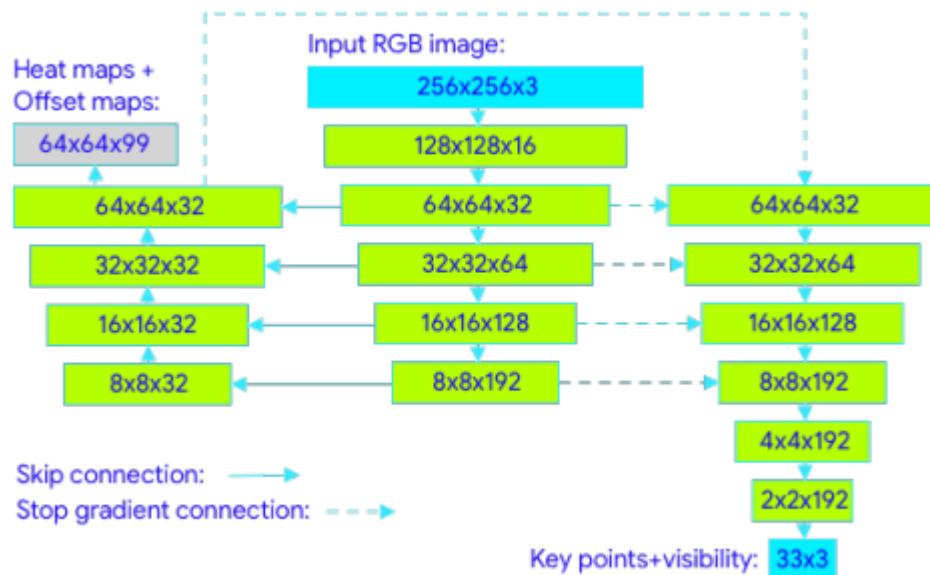 Input RGB image:
256x256x3
Heat maps +
Offset maps:
64x64x99
128x128x16
64x64x32
64x64x32
64x64x32
32x32x32
32x32x64
32x32x64
16x16x32
16x16x128
16x16x128
8x8x32
8x8x192
8x8x192
4x4x192
Skip connection:
2x2x192
Stop gradient connection:
Key points+visibility:
33x3